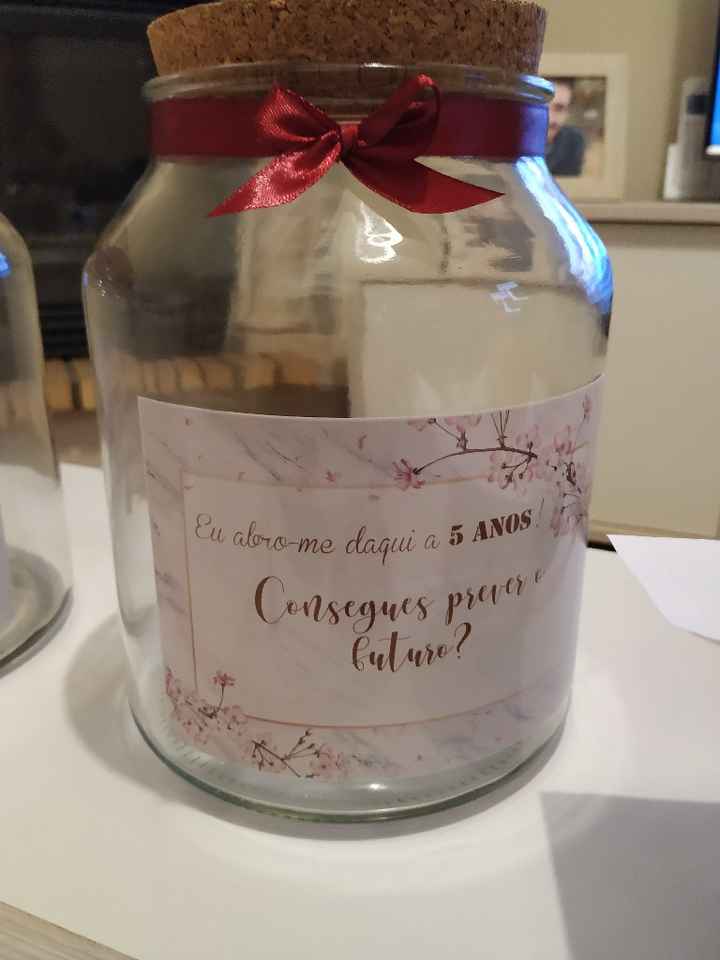 Eu abro-me daqui a 5 ANOS!
Consegues prever o
futuro?